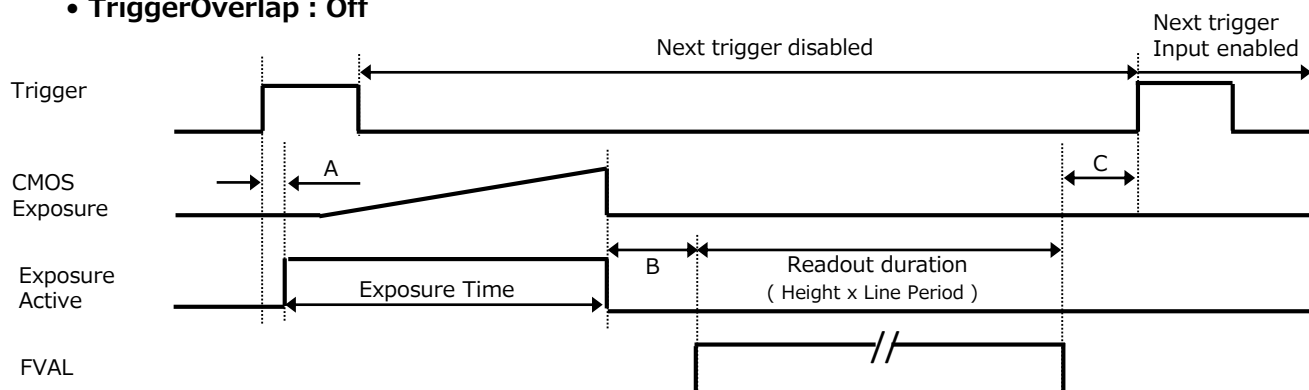 • TriggerOverlap : Off
Next trigger disabled
Next trigger
Input enabled
Trigger
A
C
CMOS
Exposure
B
Readout duration
( Height x Line Period )
Exposure
Active
Exposure Time
FVAL